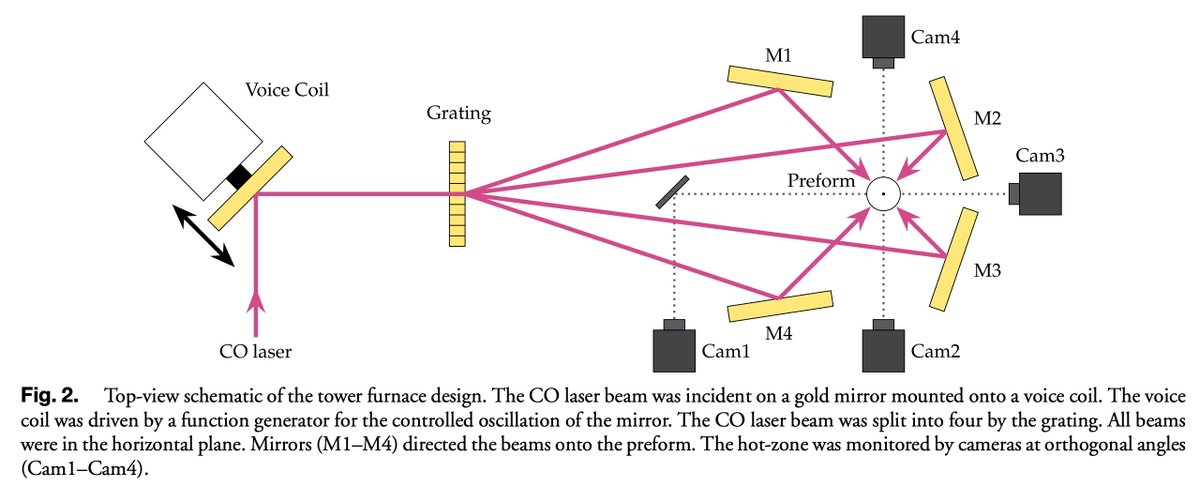 Cam4
M1
Voice Coil
M2
Grating
Cam3
Preform
M3
M4
CO laser
Cam1
Cam2
Fig. 2. Top-view schematic of the tower furnace design. The CO laser beam was incident on a gold mirror mounted onto a voice coil. The voice
coil was driven by a function generator for the controlled oscillation of the mirror. The CO laser beam was split into four by the grating. All beams
were in the horizontal plane. Mirrors (M1–M4) directed the beams onto the preform. The hot-zone was monitored by cameras at orthogonal angles
(Cam1–Cam4).